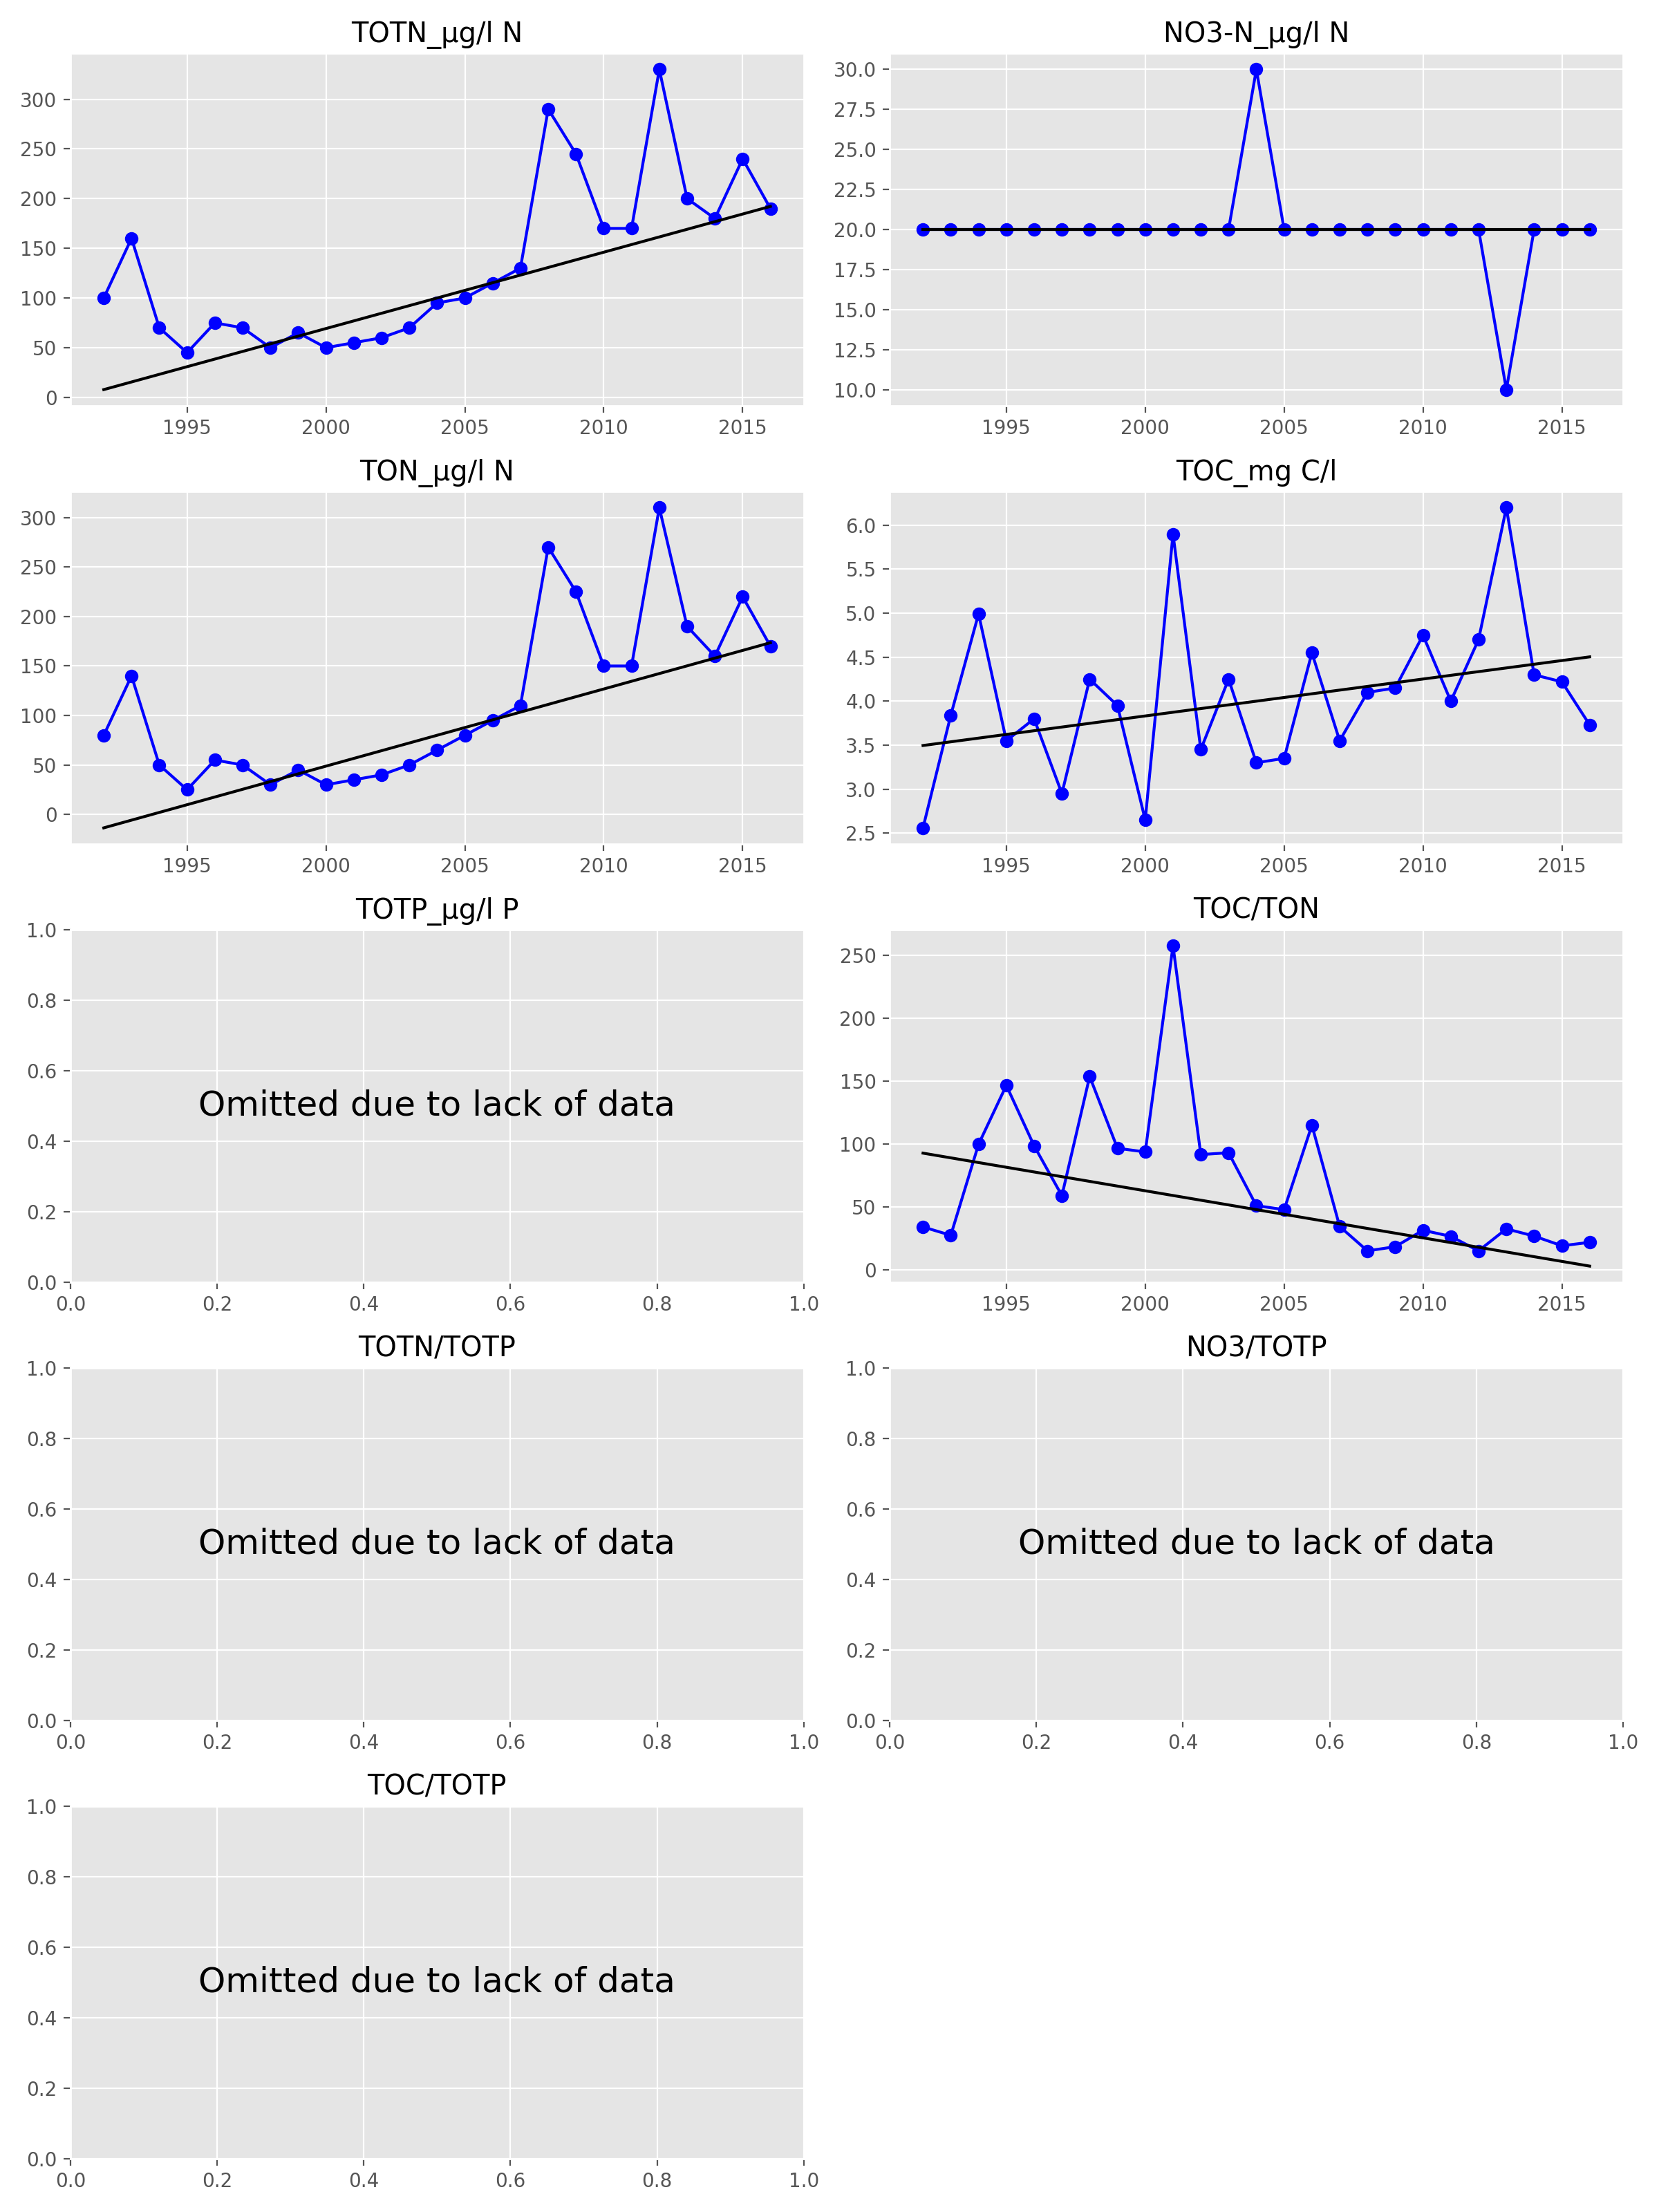 TOTN_µg/l N
300
250
200
150
100
50
0
1995 2000 2005 2010 2015
NO3-N_µg/l N
30.0
27.5
25.0
22.5
20.0
17.5
15.0
12.5
10.0
1995 2000 2005 2010 2015
TON_µg/l N
300
250
200
150
100
50
0
1995 2000 2005 2010 2015
TOC_mg C/l
6.0
5.5
5.0
4.5
4.0
3.5
3.0
2.5
1995 2000 2005 2010 2015
TOTP_µg/l P
1.0
0.8
0.6
Omitted due to lack of data
0.4
0.2
0.0
0.0 0.2 0.4 0.6 0.8 1.0
TOC/TON
250
200
150
100
50
0
1995 2000 2005 2010 2015
TOTN/TOTP
1.0
0.8
0.6
Omitted due to lack of data
0.4
0.2
0.0
0.0 0.2 0.4 0.6 0.8 1.0
NO3/TOTP
1.0
0.8
0.6
Omitted due to lack of data
0.4
0.2
0.0
0.0 0.2 0.4 0.6 0.8 1.0
TOC/TOTP
1.0
0.8
0.6
Omitted due to lack of data
0.4
0.2
0.0
0.0 0.2 0.4 0.6 0.8 1.0